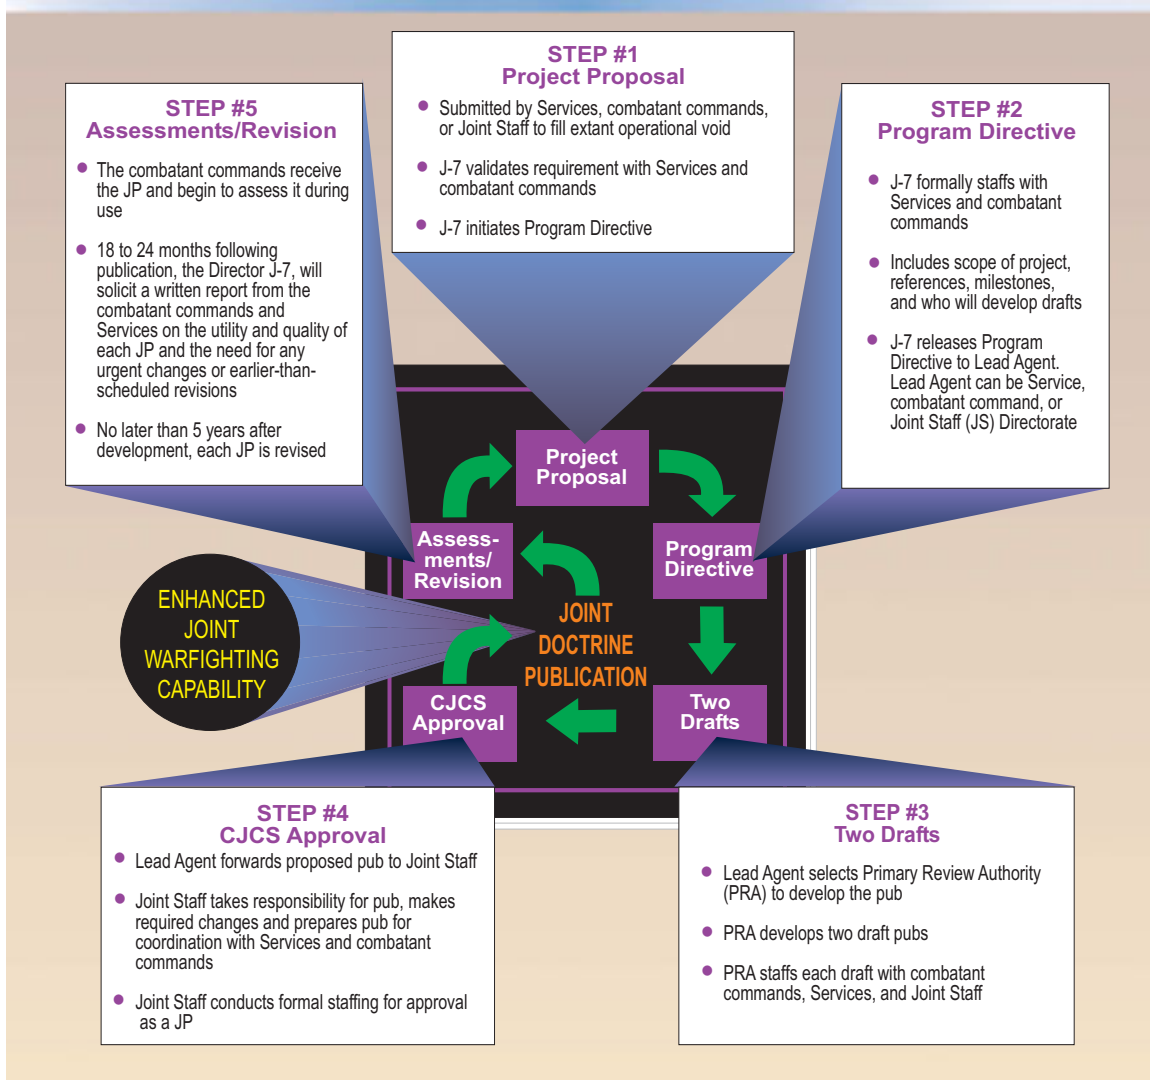 STEP #1
Project Proposal
• Submitted by Services, combatant commands,
or Joint Staff to fill extant operational void
• J-7 validates requirement with Services and
combatant commands
• J-7 initiates Program Directive
STEP #5
Assessments/Revision
• The combatant commands receive
the JP and begin to assess it during
use
• 18 to 24 months following
publication, the Director J-7, will
solicit a written report from the
combatant commands and
Services on the utility and quality of
each JP and the need for any
urgent changes or earlier-than-
scheduled revisions
• No later than 5 years after
development, each JP is revised
STEP #2
Program Directive
• J-7 formally staffs with
Services and combatant
commands
• Includes scope of project,
references, milestones,
and who will develop drafts
• J-7 releases Program
Directive to Lead Agent.
Lead Agent can be Service,
combatant command, or
Joint Staff (JS) Directorate
Project
Proposal
Assess-
ments/
Revision
Program
Directive
ENHANCED
JOINT
WARFIGHTING
CAPABILITY
JOINT
DOCTRINE
PUBLICATION
CJCS
Approval
Two
Drafts
STEP #4
CJCS Approval
• Lead Agent forwards proposed pub to Joint Staff
• Joint Staff takes responsibility for pub, makes
required changes and prepares pub for
coordination with Services and combatant
commands
• Joint Staff conducts formal staffing for approval
as a JP
STEP #3
Two Drafts
• Lead Agent selects Primary Review Authority
(PRA) to develop the pub
• PRA develops two draft pubs
• PRA staffs each draft with combatant
commands, Services, and Joint Staff